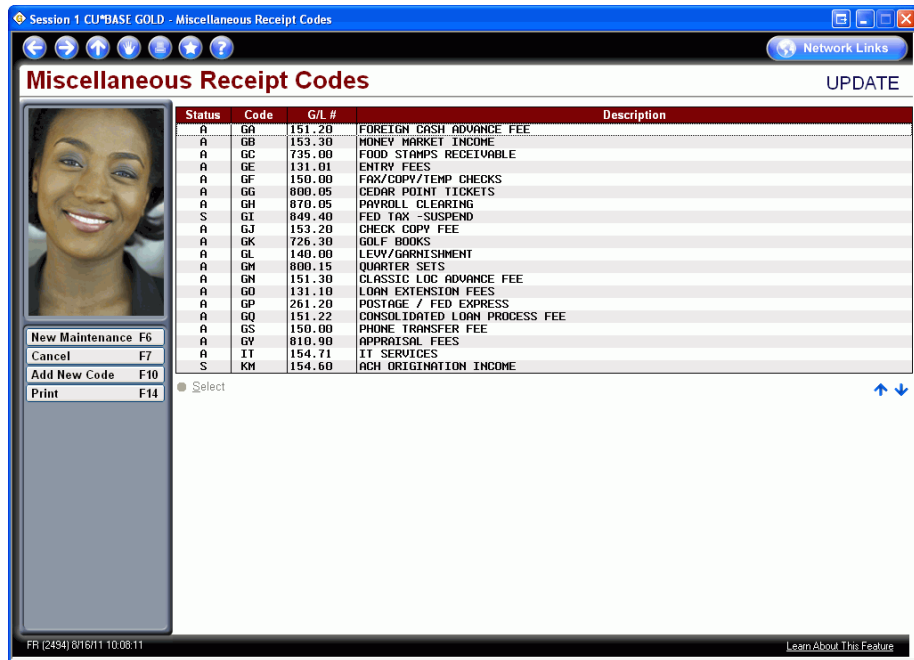 Session 1 CU*BASE GOLD - Miscellaneous Receipt Codes
Network Links
Miscellaneous Receipt Codes
UPDATE
Status Code G/L # Description
A GA 151.20 FOREIGN CASH ADVANCE FEE
A GB 153.30 MONEY MARKET INCOME
A GC 735.00 FOOD STAMPS RECEIVABLE
A GE 131.01 ENTRY FEES
A GF 150.00 FAX/COPY/TEMP CHECKS
A GG 800.05 CEDAR POINT TICKETS
A GH 870.05 PAYROLL CLEARING
S GI 849.40 FED TAX -SUSPEND
A GJ 153.20 CHECK COPY FEE
A GK 726.30 GOLF BOOKS
A GL 140.00 LEVY/GARNISHMENT
A GM 800.15 QUARTER SETS
A GN 151.30 CLASSIC LOC ADVANCE FEE
A GO 131.10 LOAN EXTENSION FEES
A GP 261.20 POSTAGE / FED EXPRESS
A GQ 151.22 CONSOLIDATED LOAN PROCESS FEE
A GS 150.00 PHONE TRANSFER FEE
A GY 810.90 APPRAISAL FEES
A IT 154.71 IT SERVICES
S KM 154.60 ACH ORIGINATION INCOME
New Maintenance F6
Cancel F7
Add New Code F10
Print F14
Select
FR (2494) 8/16/11 10:08:11
Learn About This Feature